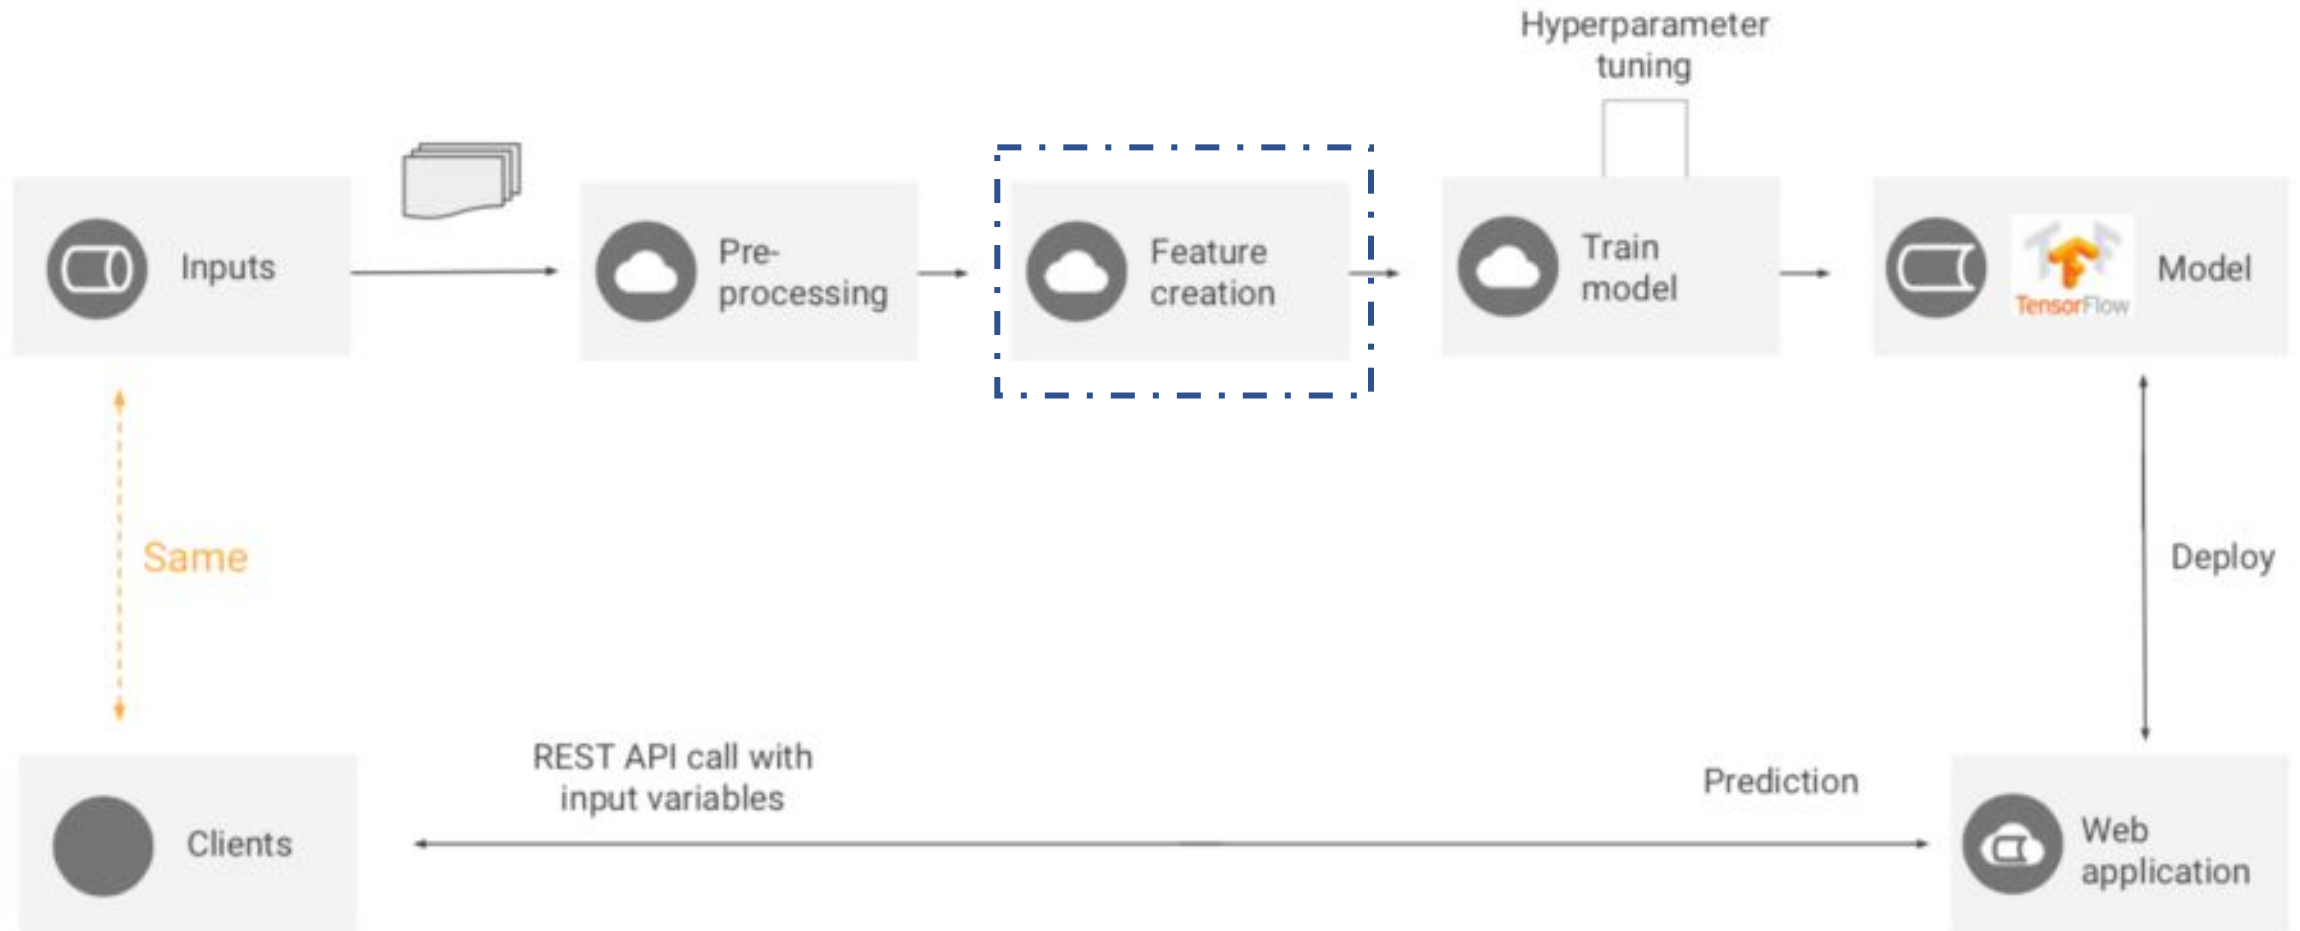 Hyperparameter
tuning
Inputs
Pre-
processing
Feature
creation
Train
model
TensorFlow
Model
Same
Deploy
REST API call with
input variables
Prediction
Clients
Web
application